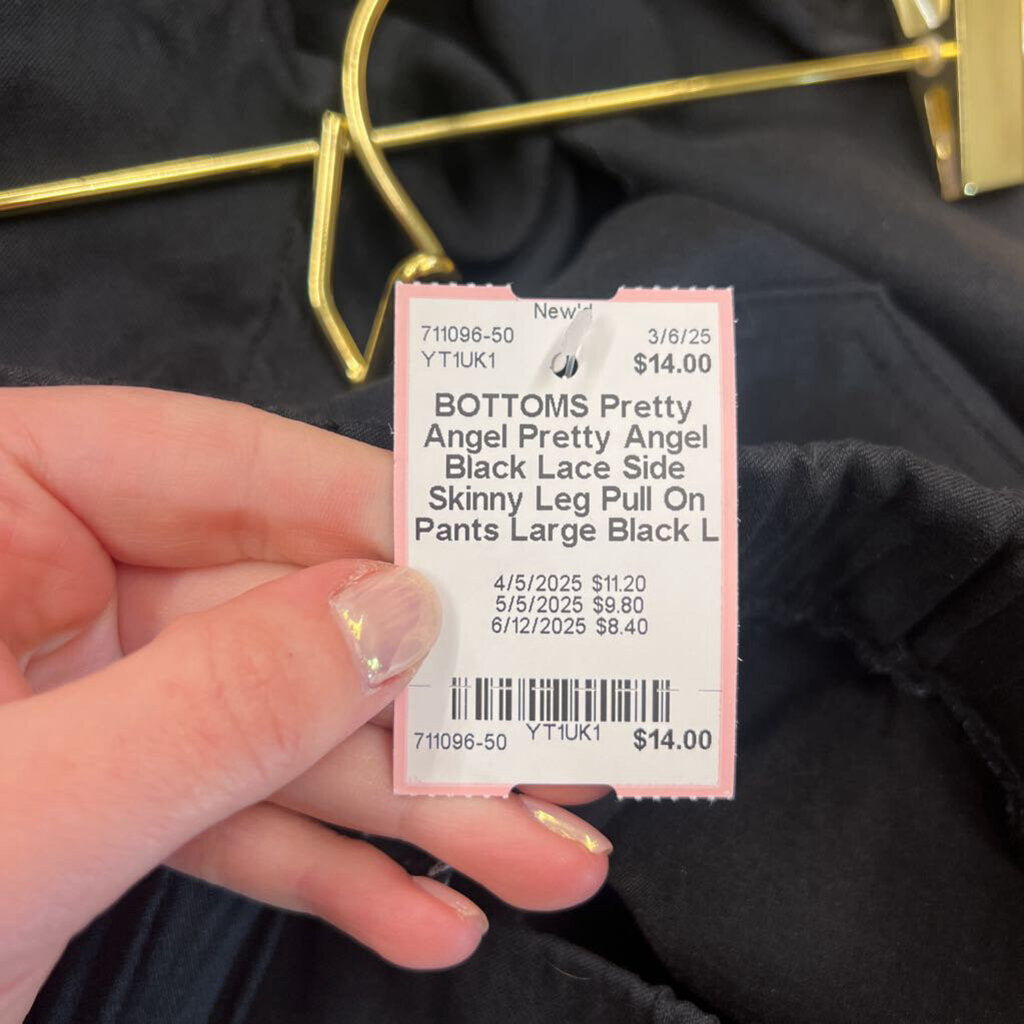 New'd
711096-50 3/6/25
YT1UK1 $14.00
BOTTOMS Pretty
Angel Pretty Angel
Black Lace Side
Skinny Leg Pull On
Pants Large Black L
4/5/2025 $11.20
5/5/2025 $9.80
6/12/2025 $8.40
711096-50 YT1UK1 $14.00